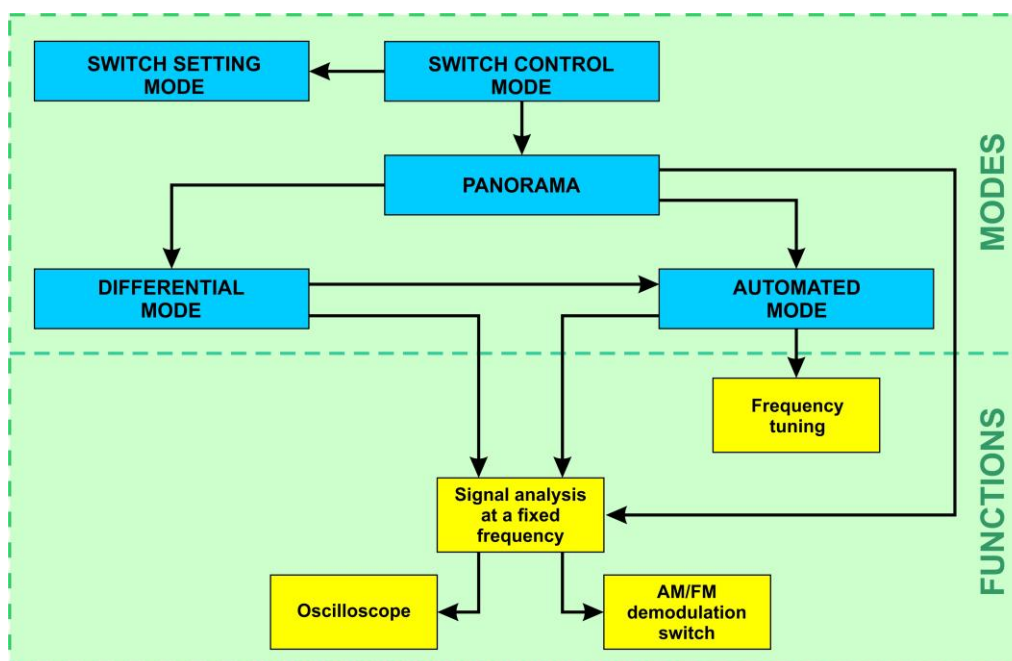 SWITCH SETTING
MODE
SWITCH CONTROL
MODE
PANORAMA
DIFFERENTIAL
MODE
AUTOMATED
MODE
MODES
Frequency
tuning
Signal analysis
at a fixed
frequency
Oscilloscope
AM/FM
demodulation
switch
FUNCTIONS